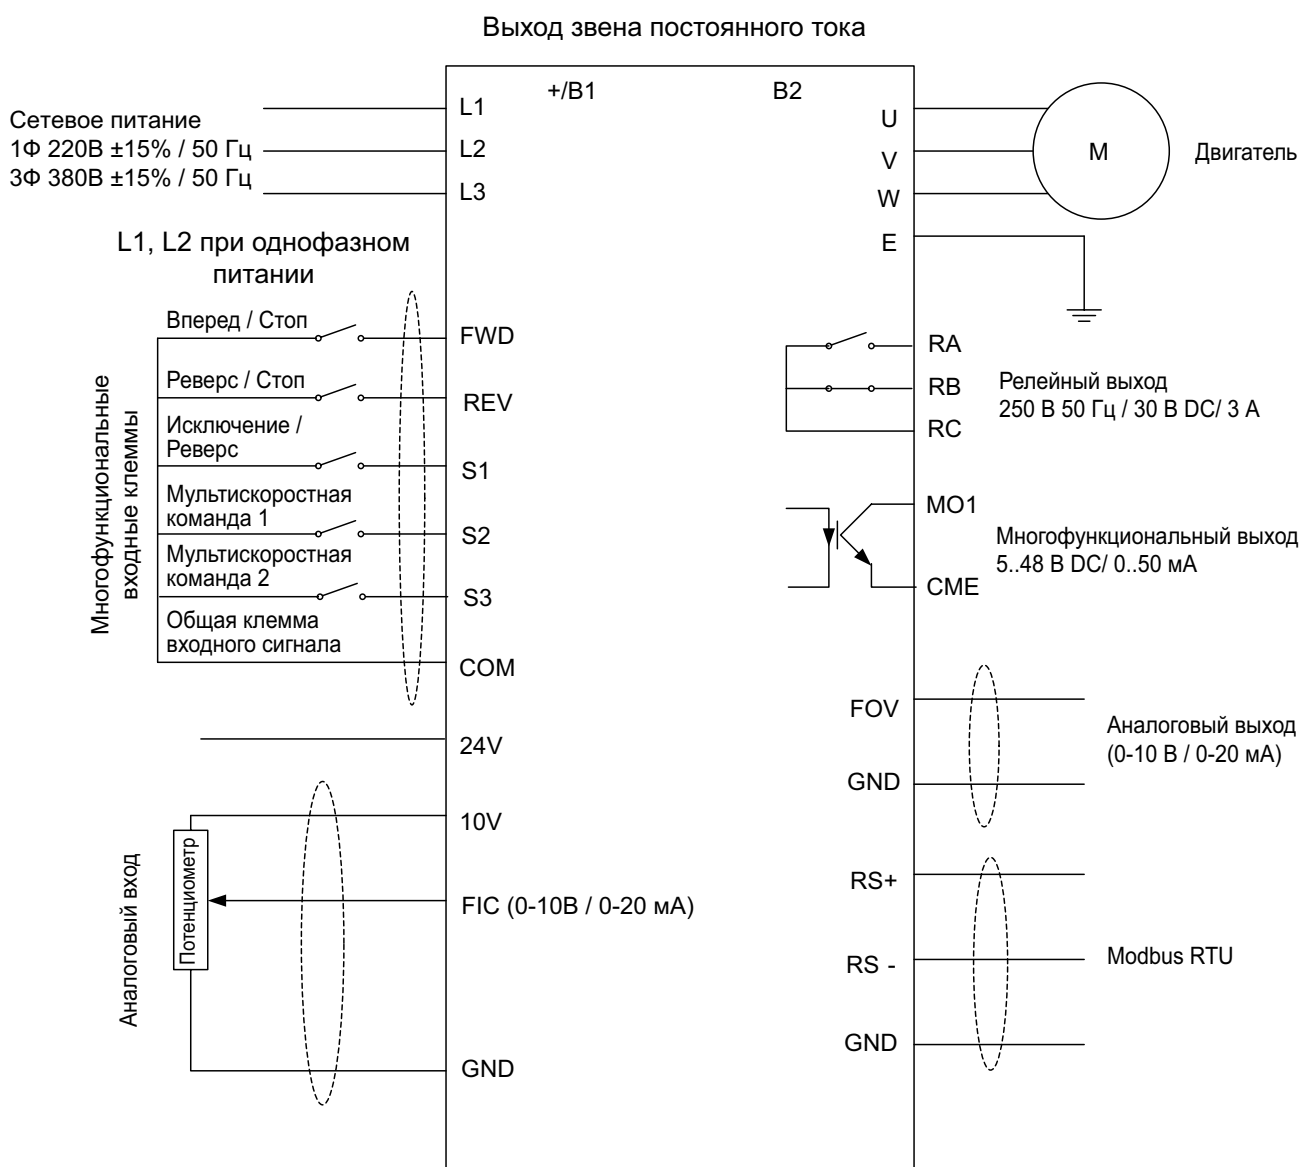 Выход звена постоянного тока
+/B1
B2
Сетевое питание
1Ф 220В ±15% / 50 Гц
3Ф 380В ±15% / 50 Гц
L1
L2
L3
L1, L2 при однофазном
питании
U
V
W
E
M
Двигатель
Многофункциональные
входные клеммы
Вперед / Стоп
FWD
Реверс / Стоп
REV
Исключение /
Реверс
S1
Мультискоростная
команда 1
S2
Мультискоростная
команда 2
S3
Общая клемма
входного сигнала
COM
24V
Аналоговый вход
Потенциометр
10V
FIC (0-10В / 0-20 мА)
GND
RA
RB
RC
Релейный выход
250 В 50 Гц / 30 В DC/ 3 А
MO1
CME
Многофункциональный выход
5..48 В DC/ 0..50 мА
FOV
GND
Аналоговый выход
(0-10 В / 0-20 мА)
RS+
RS -
GND
Modbus RTU